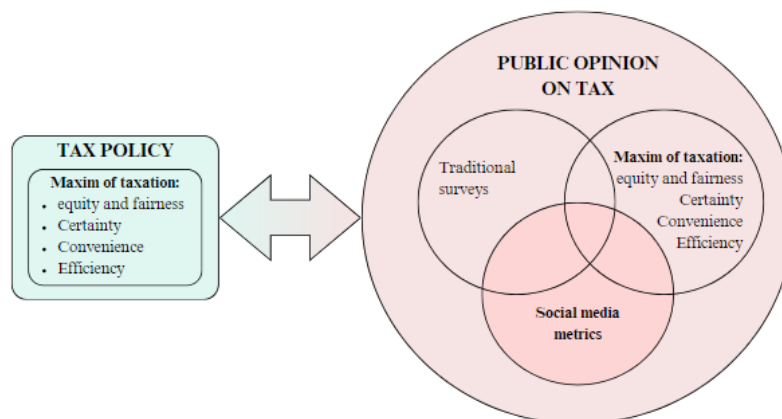 TAX POLICY
Maxim of taxation:
• equity and fairness
• Certainty
• Convenience
• Efficiency
PUBLIC OPINION
ON TAX
Traditional
surveys
Maxim of taxation:
equity and fairness
Certainty
Convenience
Efficiency
Social media
metrics